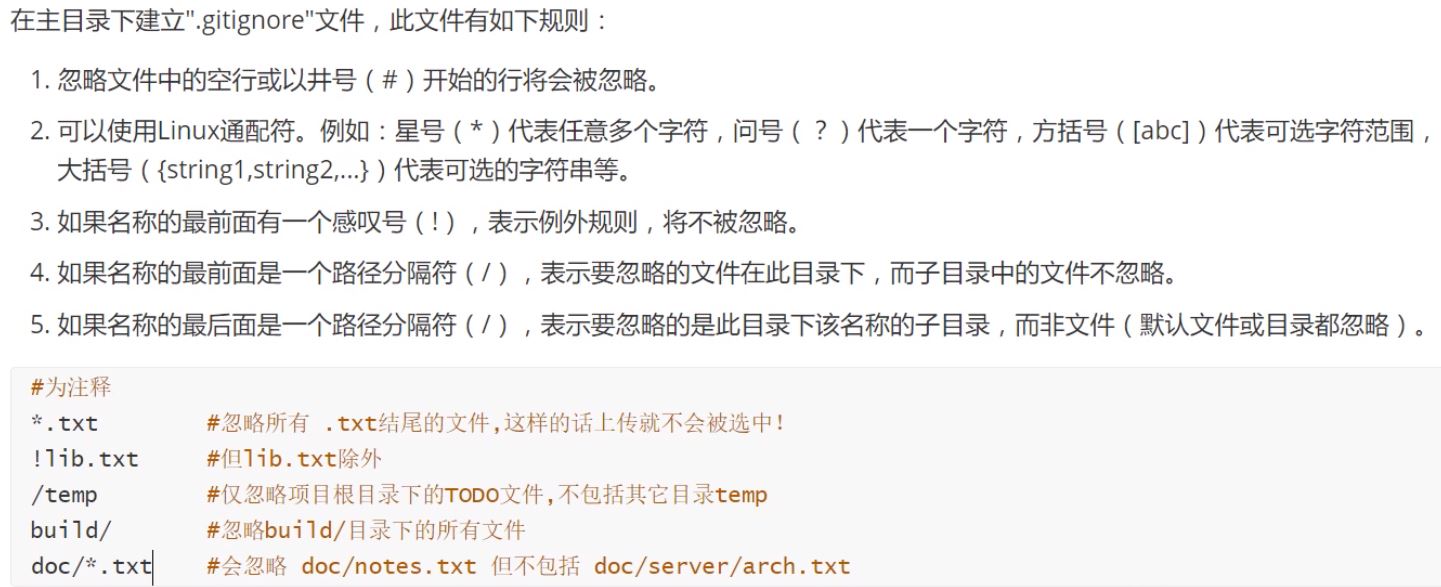 在主目录下建立".gitignore"文件，此文件有如下规则：
1. 忽略文件中的空行或以井号（#）开始的行将会被忽略。
2. 可以使用Linux通配符。例如：星号（*）代表任意多个字符，问号（？）代表一个字符，方括号（[abc]）代表可选字符范围，
大括号（{string1,string2,...}）代表可选的字符串等。
3. 如果名称的最前面有一个感叹号（!），表示例外规则，将不被忽略。
4. 如果名称的最前面是一个路径分隔符（/），表示要忽略的文件在此目录下，而子目录中的文件不忽略。
5. 如果名称的最后面是一个路径分隔符（/），表示要忽略的是此目录下该名称的子目录，而非文件（默认文件或目录都忽略）。
#为注释
*.txt #忽略所有 .txt结尾的文件,这样的话上传就不会被选中！
!lib.txt #但lib.txt除外
/temp #仅忽略项目根目录下的TODO文件,不包括其它目录temp
build/ #忽略build/目录下的所有文件
doc/*.txt #会忽略 doc/notes.txt 但不包括 doc/server/arch.txt